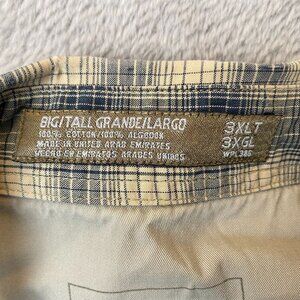 BIG/TALL GRANDE/LARGO
100% COTTON/100% ALGODON
MADE IN UNITED ARAB EMIRATES
HECHO EN EMIRATOS ARABES UNIDOS
3XLT
3XGL
WPL386